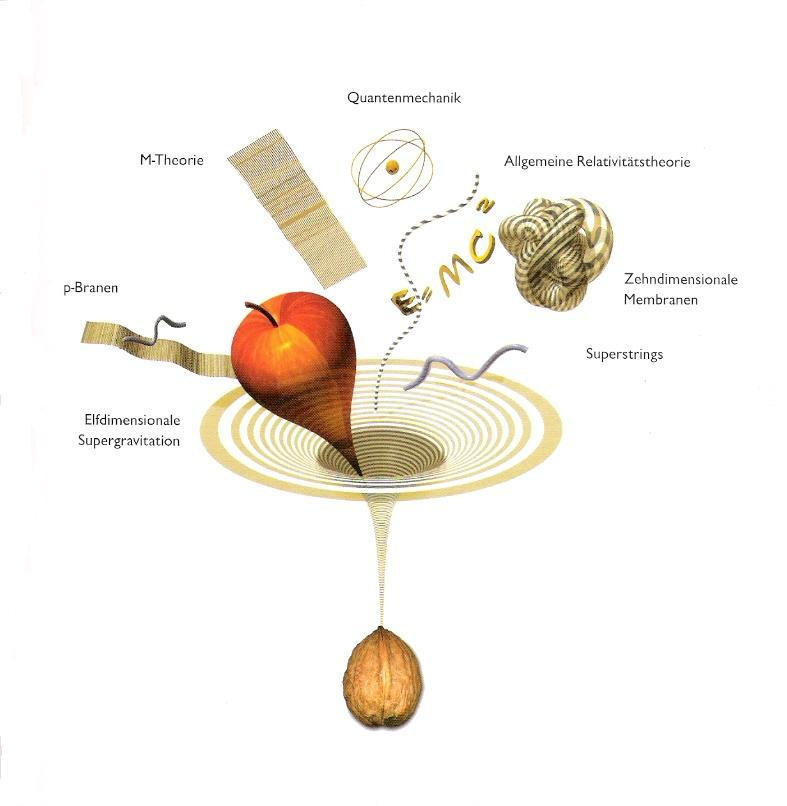 Quantenmechanik
M-Theorie
Allgemeine Relativitätstheorie
E=MC²
p-Branen
Zehndimensionale
Membranen
Superstrings
Elfdimensionale
Supergravitation